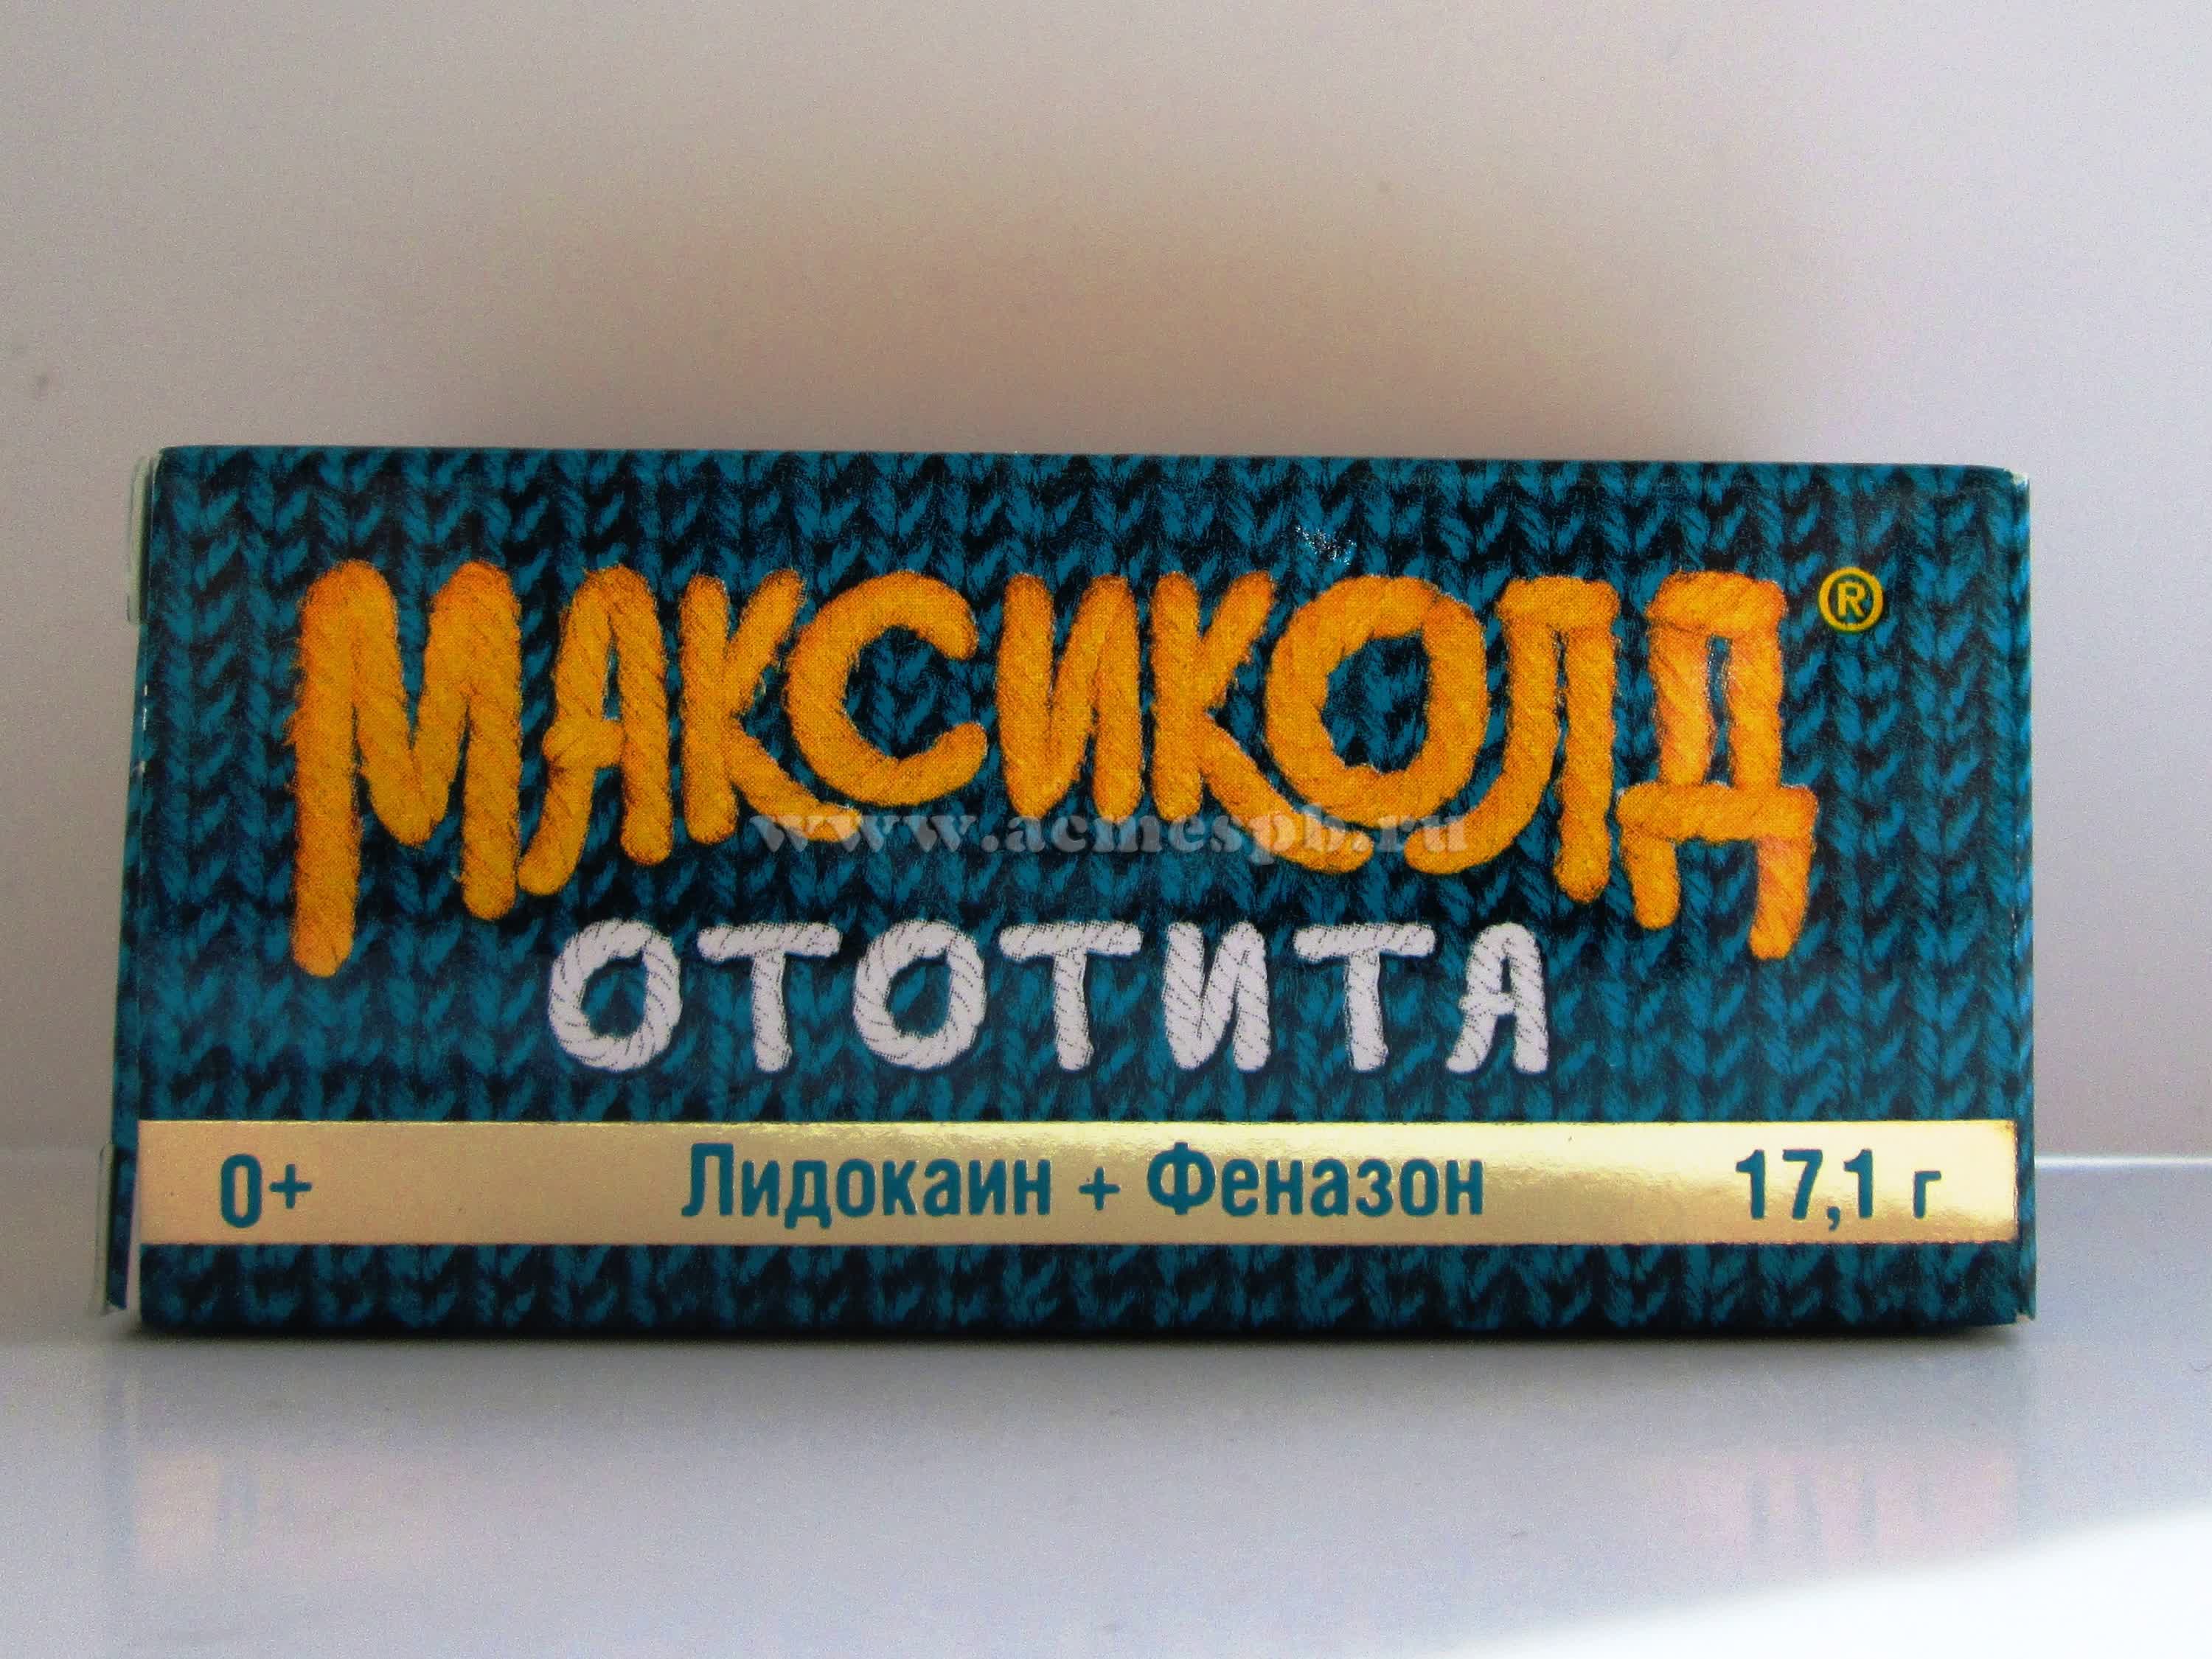 МАКСИКОЛД®
www.acmespb.ru
ОТОТИТА
0+ Лидокаин + Феназон 17,1 г